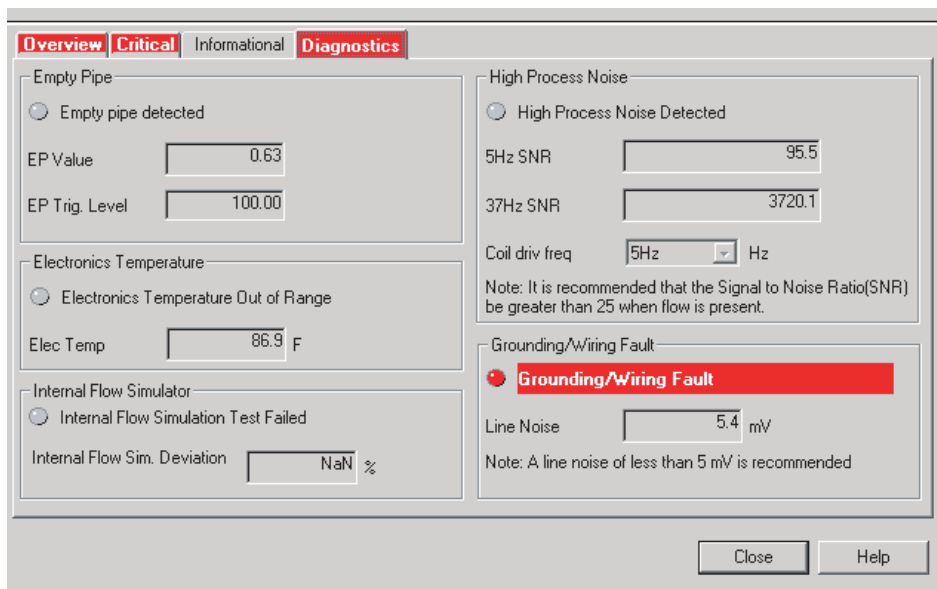 Overview Critical Informational Diagnostics
Empty Pipe
Empty pipe detected
EP Value 0.63
EP Trig. Level 100.00
Electronics Temperature
Electronics Temperature Out of Range
Elec Temp 86.9 F
Internal Flow Simulator
Internal Flow Simulation Test Failed
Internal Flow Sim. Deviation NaN %
High Process Noise
High Process Noise Detected
5Hz SNR 95.5
37Hz SNR 3720.1
Coil driv freq 5Hz Hz
Note: It is recommended that the Signal to Noise Ratio(SNR)
be greater than 25 when flow is present.
Grounding/Wiring Fault
Grounding/Wiring Fault
Line Noise 5.4 mV
Note: A line noise of less than 5 mV is recommended
Close Help